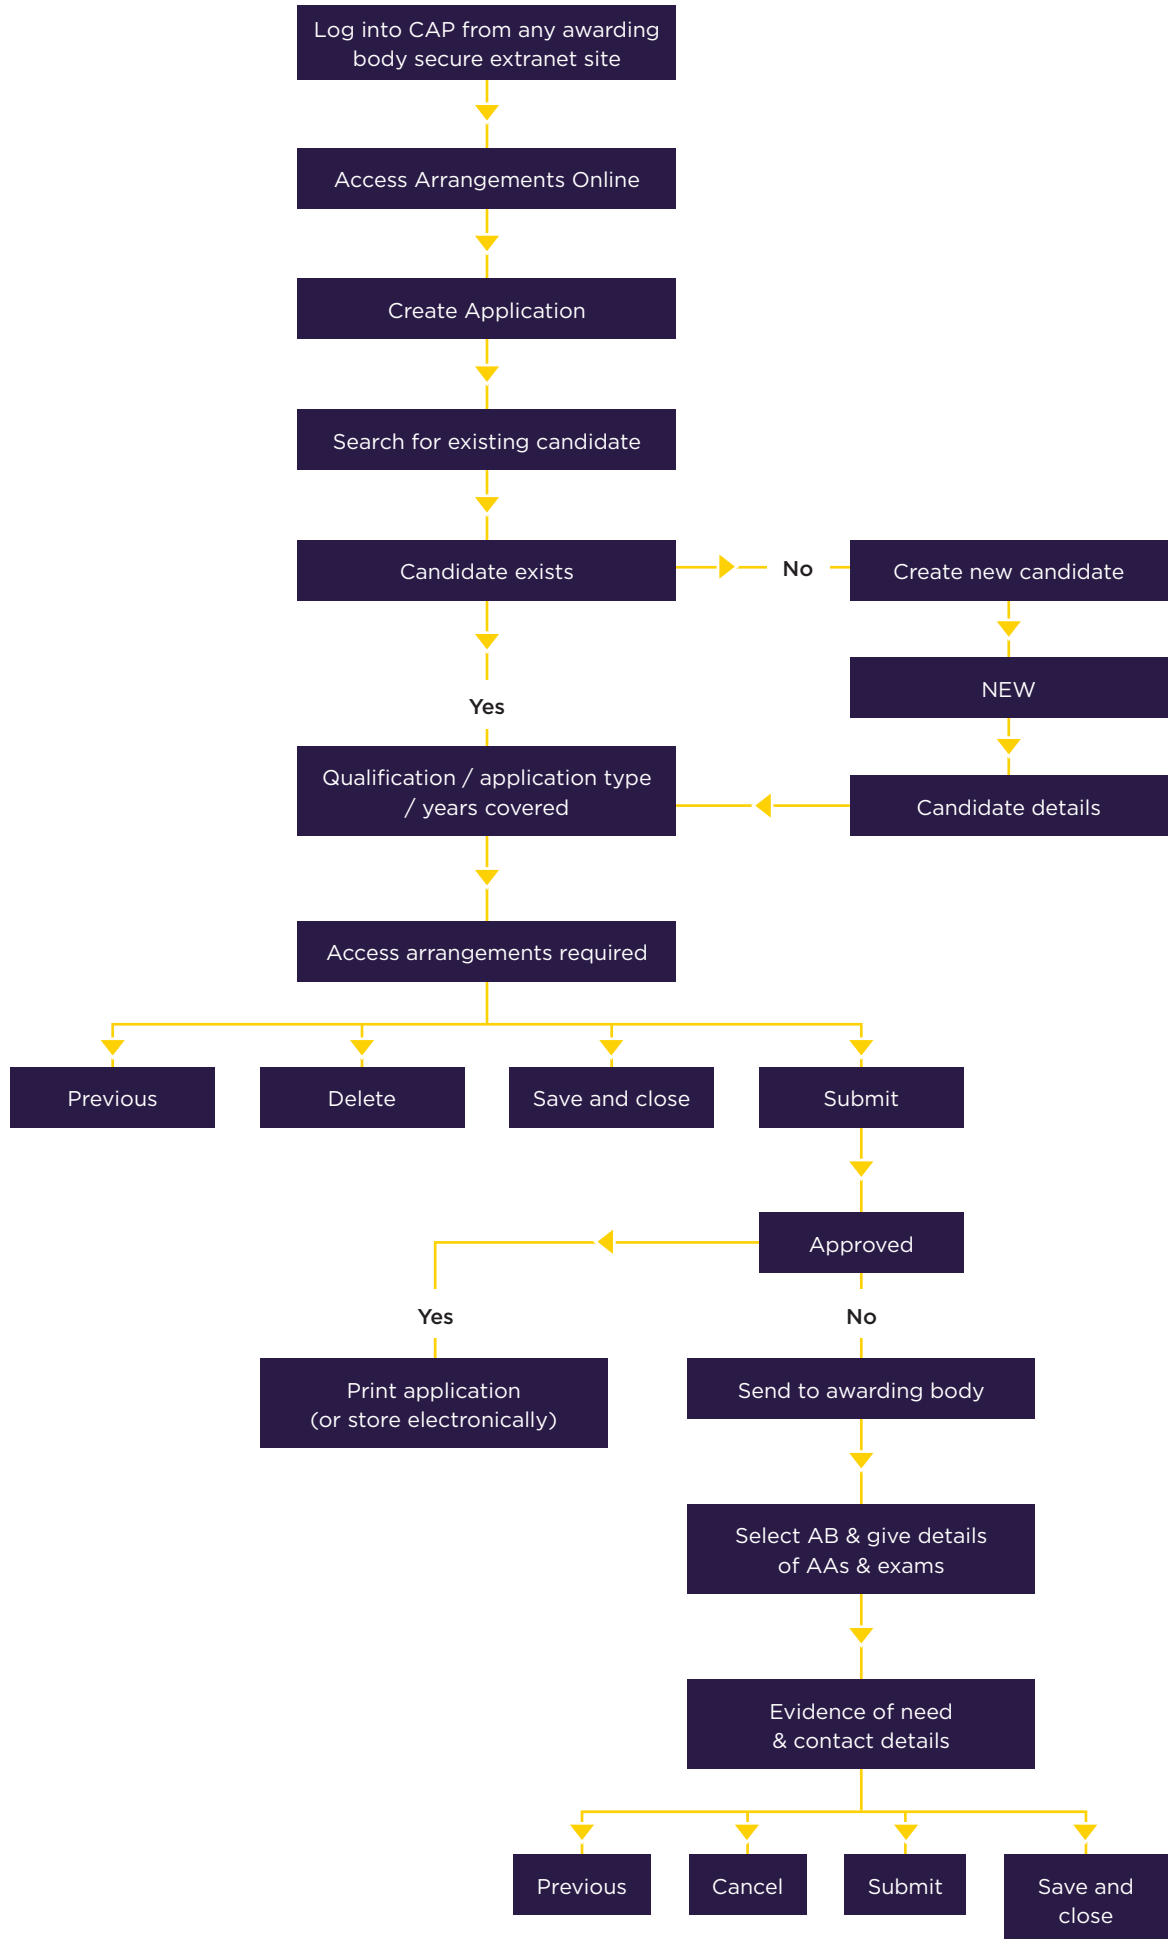 Log into CAP from any awarding
body secure extranet site
Access Arrangements Online
Create Application
Search for existing candidate
Candidate exists
No
Create new candidate
NEW
Yes
Qualification / application type
/ years covered
Candidate details
Access arrangements required
Previous
Delete
Save and close
Submit
Approved
Yes
No
Print application
(or store electronically)
Send to awarding body
Select AB & give details
of AAs & exams
Evidence of need
& contact details
Previous
Cancel
Submit
Save and
close